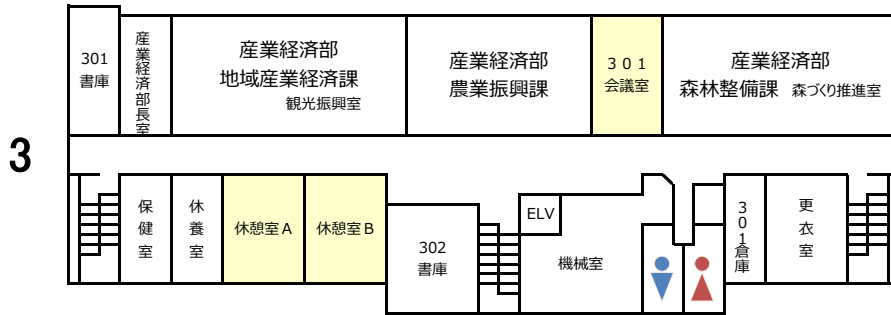 3
301
書庫
産業経済部長室
産業経済部
地域産業経済課
観光振興室
産業経済部
農業振興課
３０１
会議室
産業経済部
森林整備課　森づくり推進室
保健室
休養室
休憩室A
休憩室B
302
書庫
ELV
機械室
３０１倉庫
更衣室